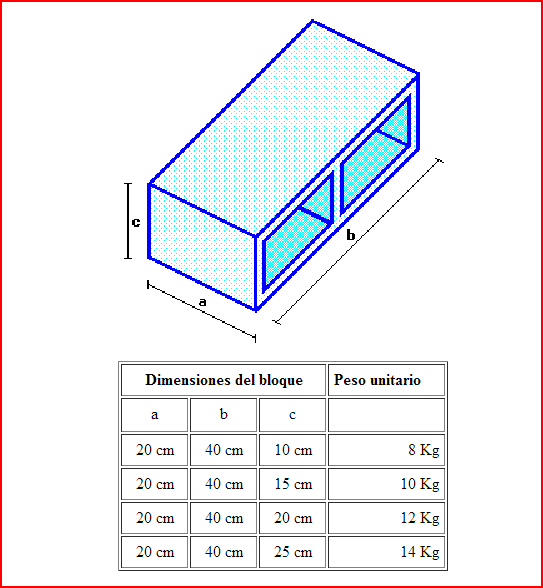 c
b
a
Dimensiones del bloque Peso unitario
a b c
20 cm 40 cm 10 cm 8 Kg
20 cm 40 cm 15 cm 10 Kg
20 cm 40 cm 20 cm 12 Kg
20 cm 40 cm 25 cm 14 Kg